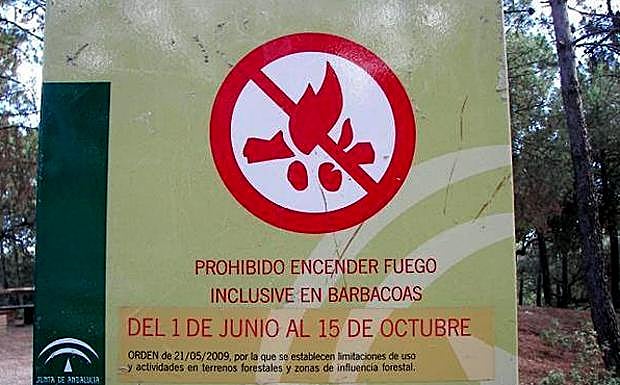 PROHIBIDO ENCENDER FUEGO
INCLUSIVE EN BARBACOAS
DEL 1 DE JUNIO AL 15 DE OCTUBRE
ORDEN de 21/05/2009, por la que se establecen limitaciones de uso
y actividades en terrenos forestales y zonas de influencia forestal.
JUNTA DE ANDALUCIA